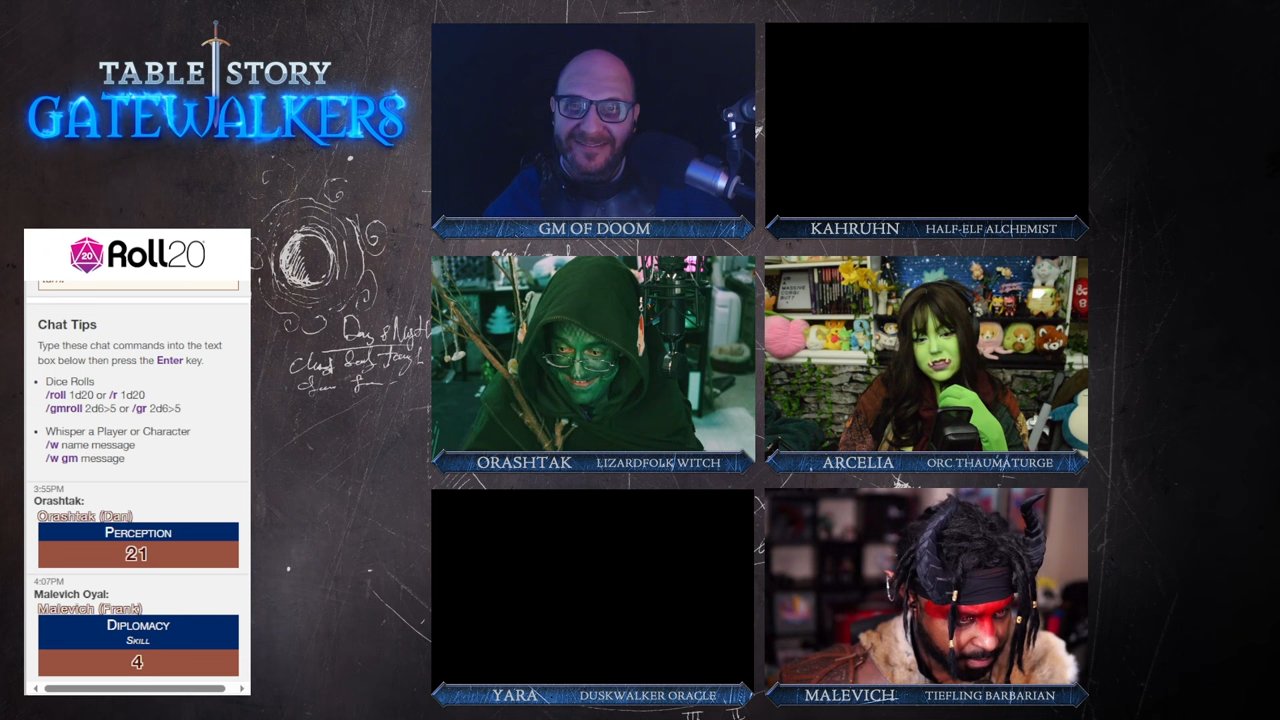 TABLE STORY
GATEWALKERS
Roll20
Chat Tips
Type these chat commands into the text
box below then press the Enter key.
• Dice Rolls
/roll 1d20 or /r 1d20
/gmroll 2d6>5 or /gr 2d6>5
• Whisper a Player or Character
/w name message
/w gm message
3:55PM
Orashtak:
Orashtak (Dan)
PERCEPTION
21
4:07PM
Malevich Oyal:
Malevich (Frank)
DIPLOMACY
SKILL
4
Day & Night
GM OF DOOM
KAHRUHN HALF-ELF ALCHEMIST
ORASHTAK LIZARDFOLK WITCH
ARCELIA ORC THAUMATURGE
YARA DUSKWALKER ORACLE
MALEVICH TIEFLING BARBARIAN